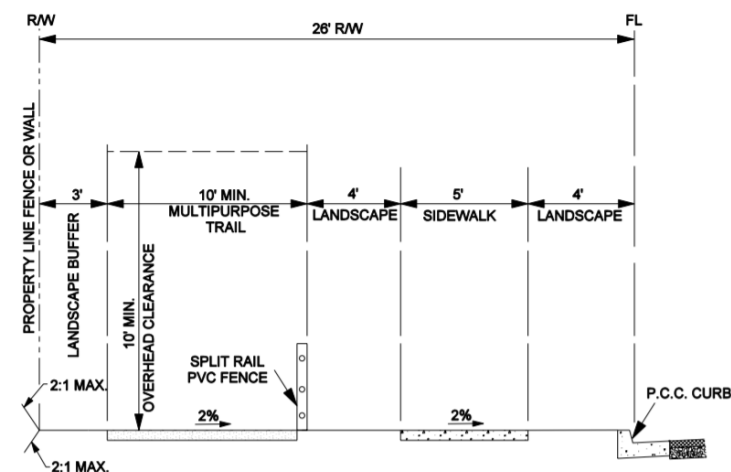 R/W
FL
26' R/W
PROPERTY LINE FENCE OR WALL
3'
LANDSCAPE BUFFER
10' MIN.
MULTIPURPOSE
TRAIL
4'
LANDSCAPE
5'
SIDEWALK
4'
LANDSCAPE
10' MIN.
OVERHEAD CLEARANCE
SPLIT RAIL
PVC FENCE
2:1 MAX.
P.C.C. CURB
2%
2%
2:1 MAX.